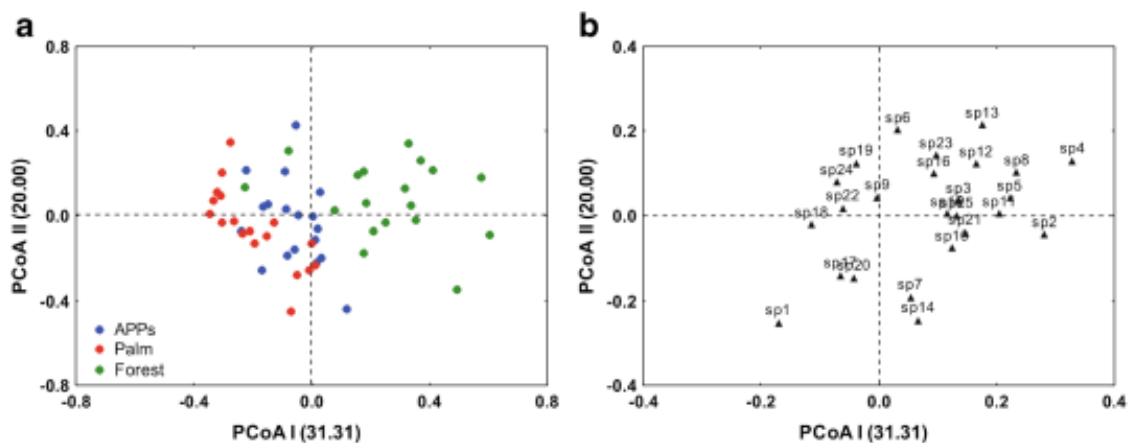 a
PCoA II (20.00)
0.8
0.4
0.0
-0.4
-0.8
APPs
Palm
Forest
-0.8
-0.4
0.0
0.4
0.8
PCoA I (31.31)
b
PCoA II (20.00)
0.4
0.2
0.0
-0.2
-0.4
sp13
sp6
sp23
sp19
sp12
sp4
sp16
sp8
sp24
sp9
sp3
sp5
sp22
sp18
sp2
sp21
sp17
sp20
sp7
sp14
sp1
-0.4
-0.2
0.0
0.2
0.4
PCoA I (31.31)